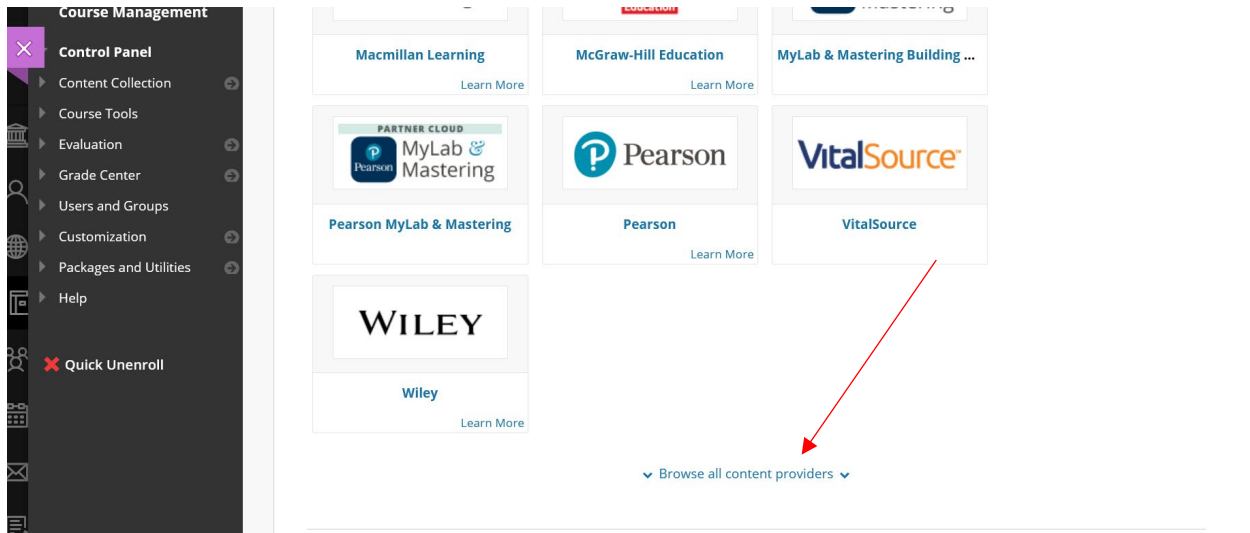 Course Management
Control Panel
Content Collection
Course Tools
Evaluation
Grade Center
Users and Groups
Customization
Packages and Utilities
Help
Quick Unenroll
Education
Mastering
Macmillan Learning
McGraw-Hill Education
MyLab & Mastering Building ...
Learn More
Learn More
PARTNER CLOUD
Pearson
MyLab &
Mastering
Pearson
VitalSource™
Pearson MyLab & Mastering
Pearson
VitalSource
Learn More
WILEY
Wiley
Learn More
Browse all content providers